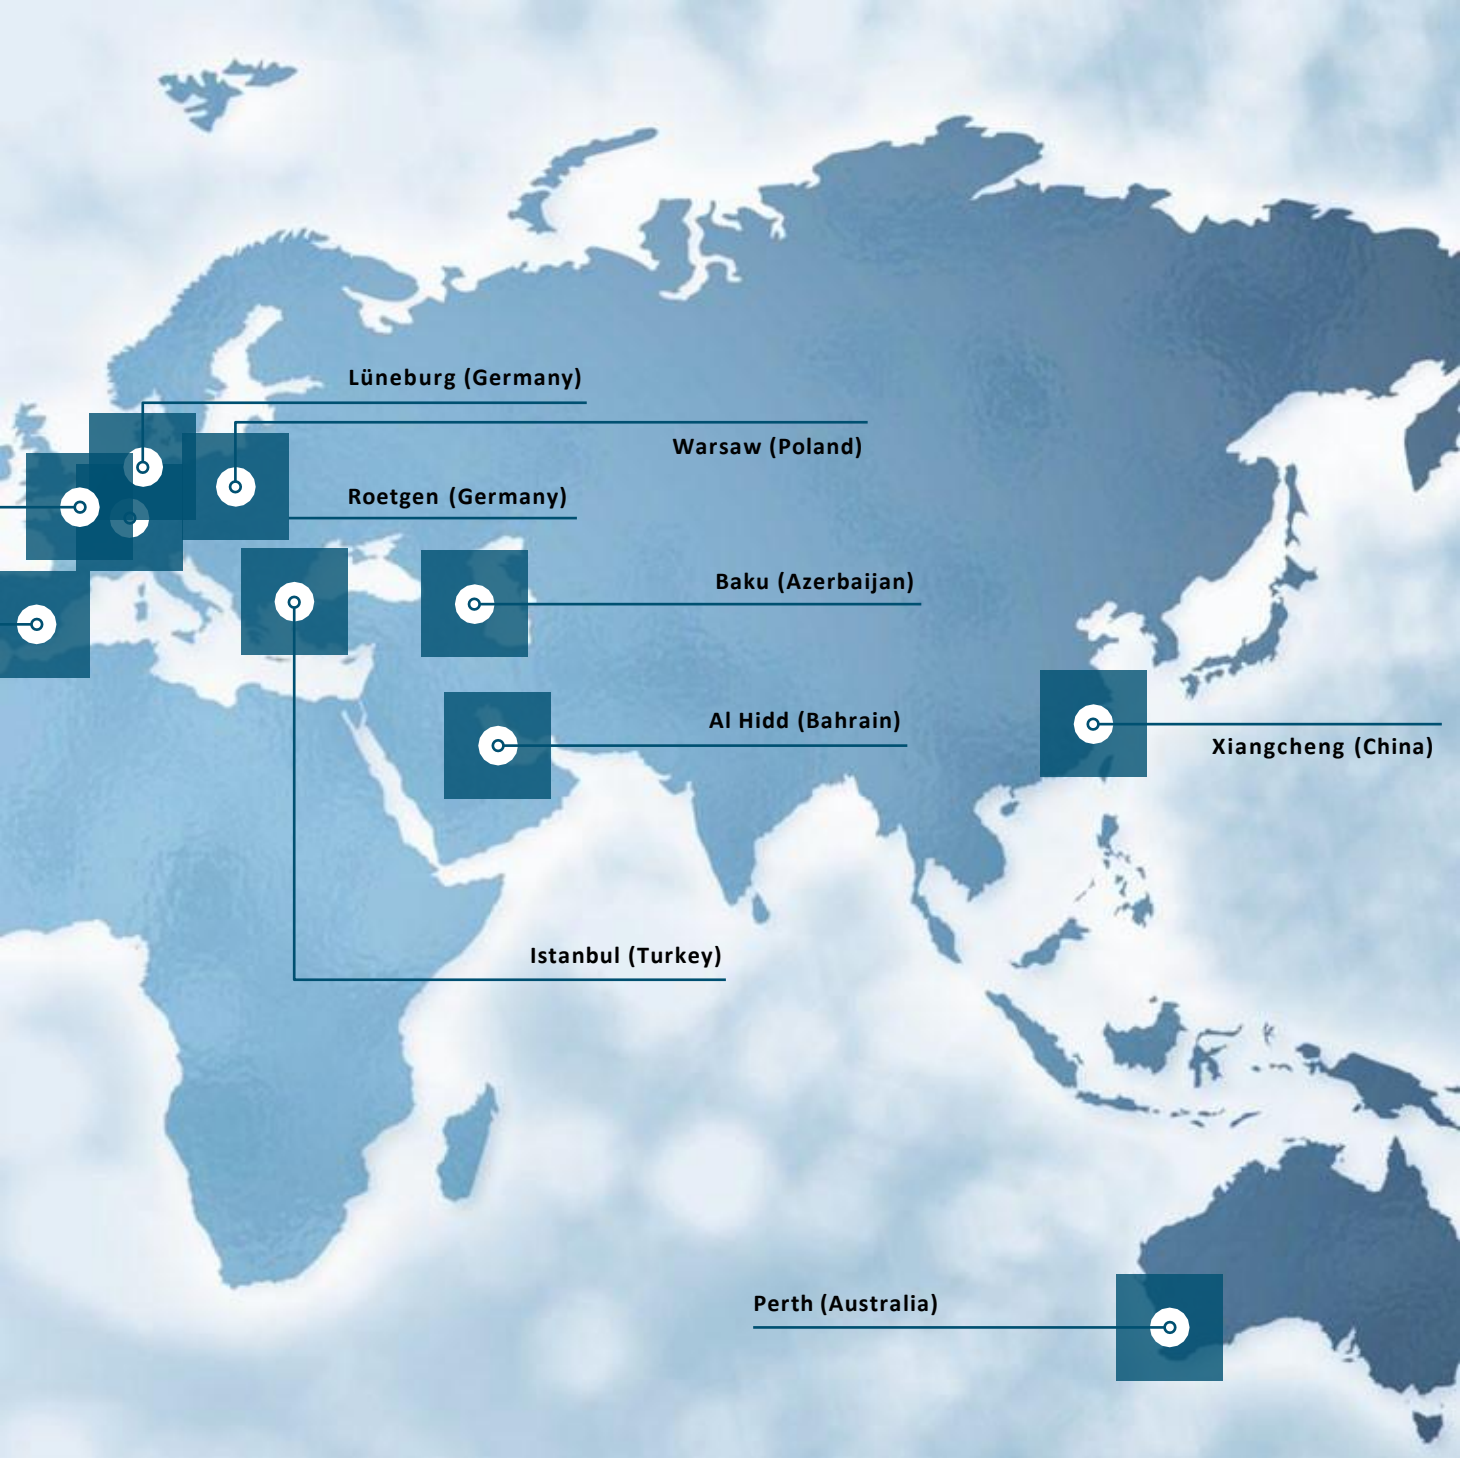 Lüneburg (Germany)
Warsaw (Poland)
Roetgen (Germany)
Baku (Azerbaijan)
Al Hidd (Bahrain)
Xiangcheng (China)
Istanbul (Turkey)
Perth (Australia)